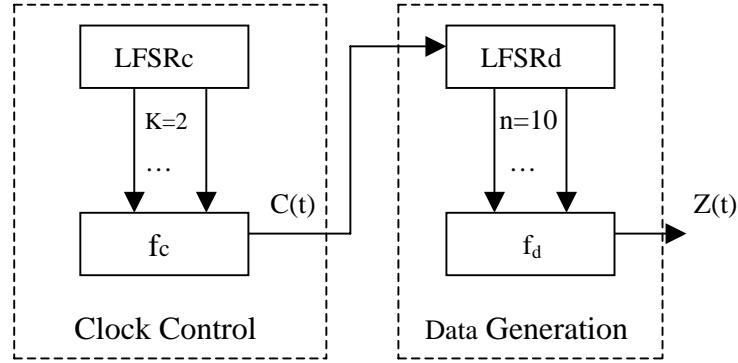 LFSRc
LFSRd
K=2
n=10
…
…
C(t)
Z(t)
fc
fd
Clock Control
Data Generation